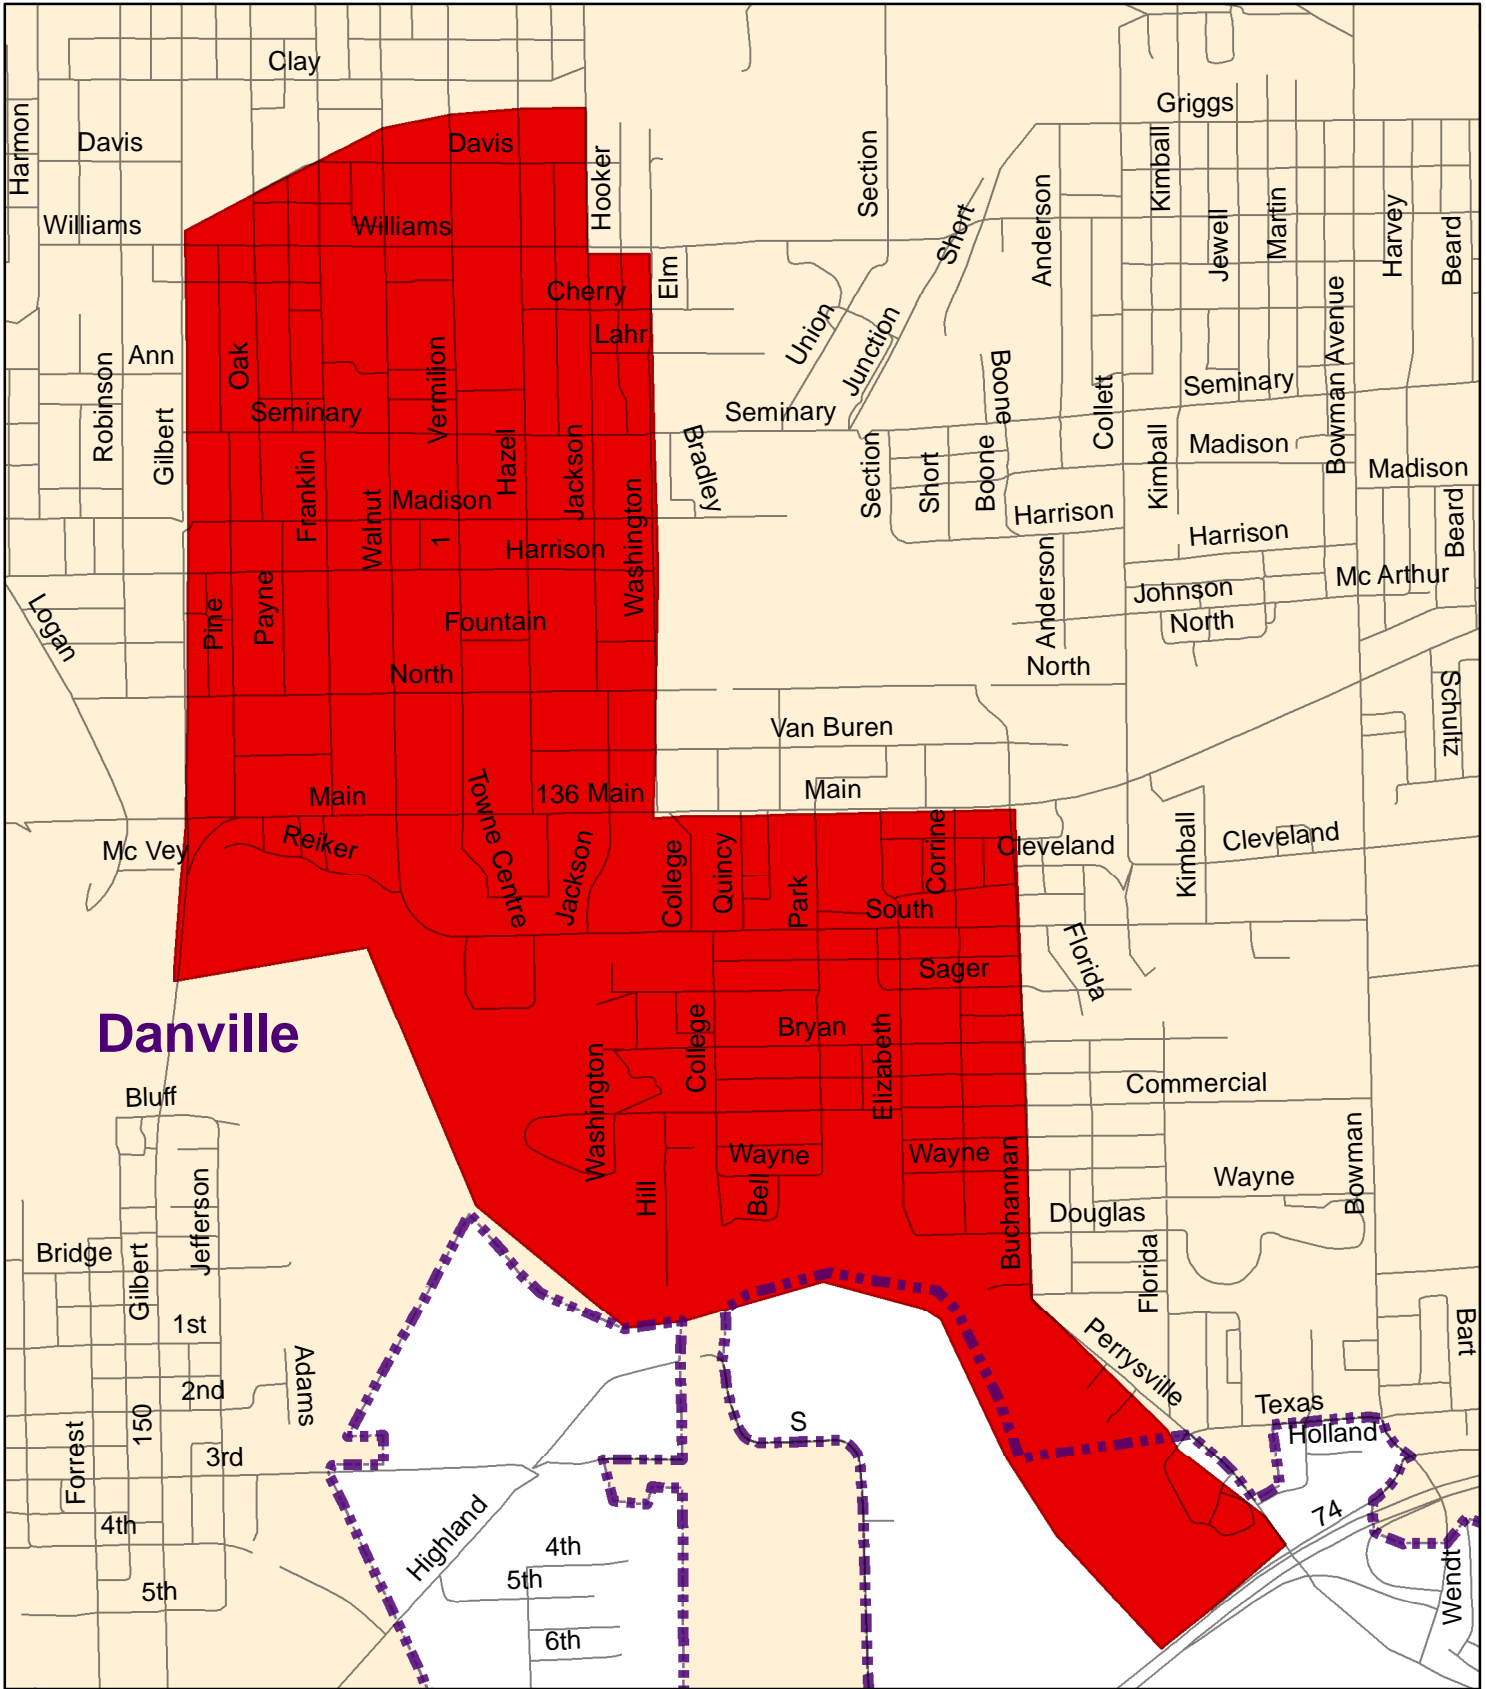 Clay
Griggs
Harmon
Davis
Davis
Hooker
Section
Kimball
Williams
Williams
Short
Anderson
Jewell
Martin
Harvey
Beard
Elm
Cherry
Lahr
Union
Junction
Bowman Avenue
Robinson
Ann
Oak
Vermilion
Boone
Collett
Seminary
Gilbert
Seminary
Seminary
Bradley
Franklin
Walnut
Madison
Hazel
Jackson
Washington
Section
Short
Boone
Kimball
Madison
Madison
Harrison
Harrison
Beard
1
Harrison
Anderson
Mc Arthur
Johnson
North
Logan
Pine
Payne
Fountain
North
North
Schultz
Van Buren
Main
136 Main
Main
Towne Centre
Mc Vey
Reiker
Jackson
College
Quincy
Park
Corrine
Cleveland
Kimball
Cleveland
South
Florida
Sager
Danville
College
Bryan
Elizabeth
Washington
Commercial
Bluff
Bowman
Wayne
Wayne
Wayne
Buchannan
Hill
Bell
Jefferson
Douglas
Bridge
Gilbert
Florida
1st
Perrysville
Bart
Adams
2nd
150
S
Texas
Holland
Forrest
3rd
74
4th
Highland
4th
5th
5th
Wendt
6th